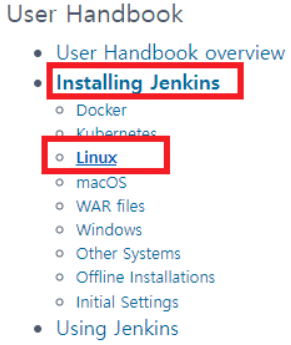 User Handbook
User Handbook overview
Installing Jenkins
Docker
Kubernetes
Linux
macOS
WAR files
Windows
Other Systems
Offline Installations
Initial Settings
Using Jenkins